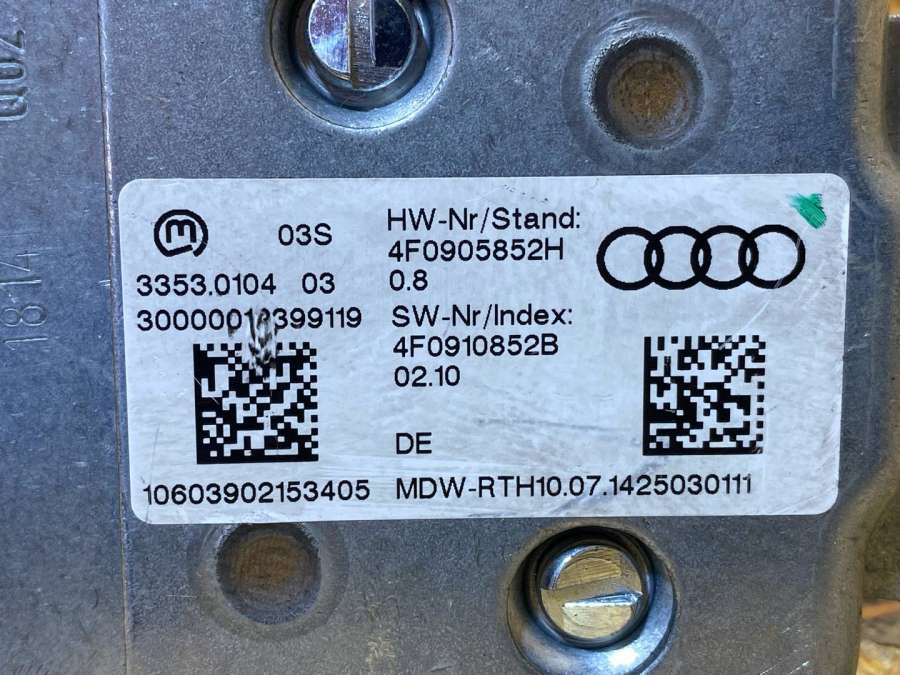 03S
3353.0104 03
HW-Nr/Stand:
4F0905852H
0.8
SW-Nr/Index:
4F0910852B
02.10
DE
10603902153405
MDW-RTH10.07.1425030111
1814